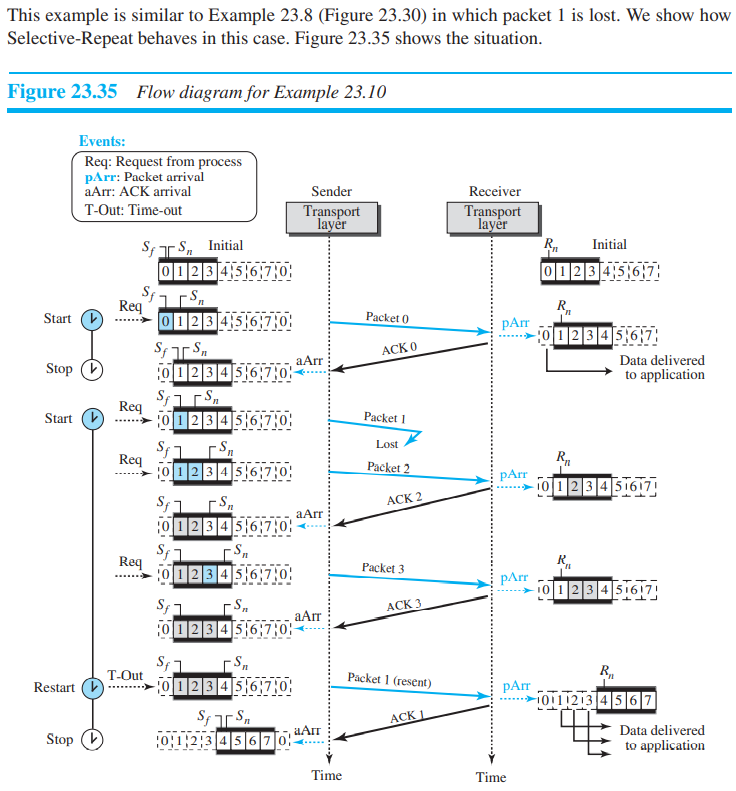 This example is similar to Example 23.8 (Figure 23.30) in which packet 1 is lost. We show how
Selective-Repeat behaves in this case. Figure 23.35 shows the situation.
Figure 23.35 Flow diagram for Example 23.10
Events:
Req: Request from process
pArr: Packet arrival
aArr: ACK arrival
T-Out: Time-out
Sender
Transport
layer
Receiver
Transport
layer
Sf Sn Initial
0 1 2 3 4 5 6 7 0
Rn Initial
0 1 2 3 4 5 6 7
Start
Req
Sf Sn
0 1 2 3 4 5 6 7 0
Packet 0
pArr
Rn
0 1 2 3 4 5 6 7
Stop
Sf Sn
0 1 2 3 4 5 6 7 0
aArr
ACK 0
Data delivered
to application
Start
Req
Sf Sn
0 1 2 3 4 5 6 7 0
Packet 1
Lost
Req
Sf Sn
0 1 2 3 4 5 6 7 0
Packet 2
pArr
Rn
0 1 2 3 4 5 6 7
Sf Sn
0 1 2 3 4 5 6 7 0
aArr
ACK 2
Req
Sf Sn
0 1 2 3 4 5 6 7 0
Packet 3
pArr
Rn
0 1 2 3 4 5 6 7
Sf Sn
0 1 2 3 4 5 6 7 0
aArr
ACK 3
Restart
T-Out
Sf Sn
0 1 2 3 4 5 6 7 0
Packet 1 (resent)
pArr
Rn
0 1 2 3 4 5 6 7
Stop
Sf Sn
0 1 2 3 4 5 6 7 0
aArr
ACK 1
Data delivered
to application
Time
Time